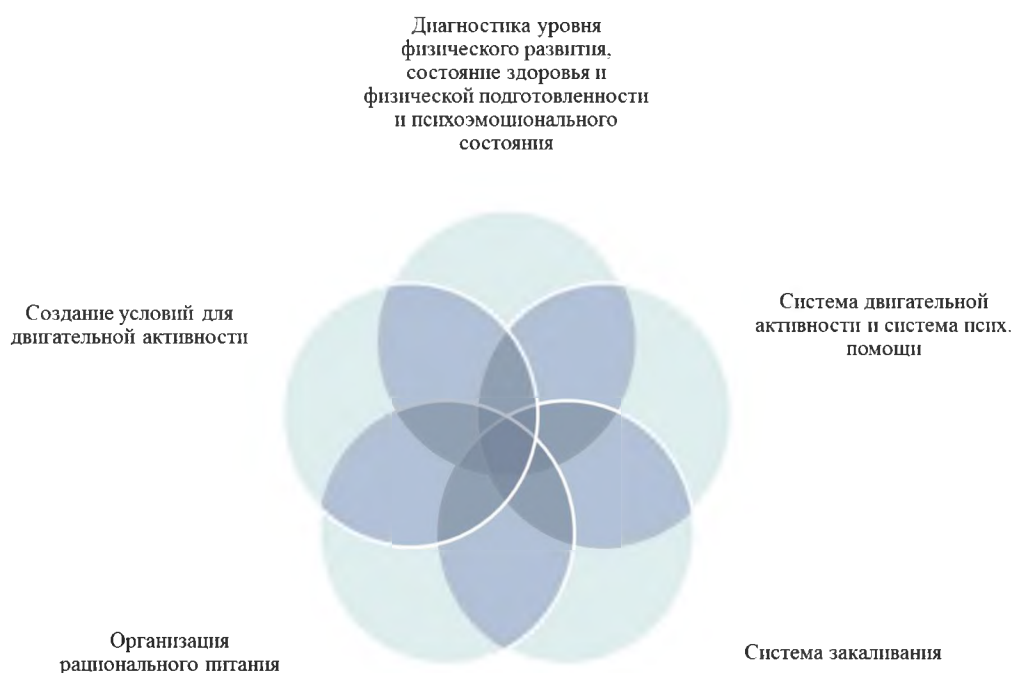 Диагностика уровня
физического развития,
состояние здоровья и
физической подготовленности
и психоэмоционального
состояния
Создание условий для
двигательной активности
Система двигательной
активности и система псих.
помощи
Организация
рационального питания
Система закаливания